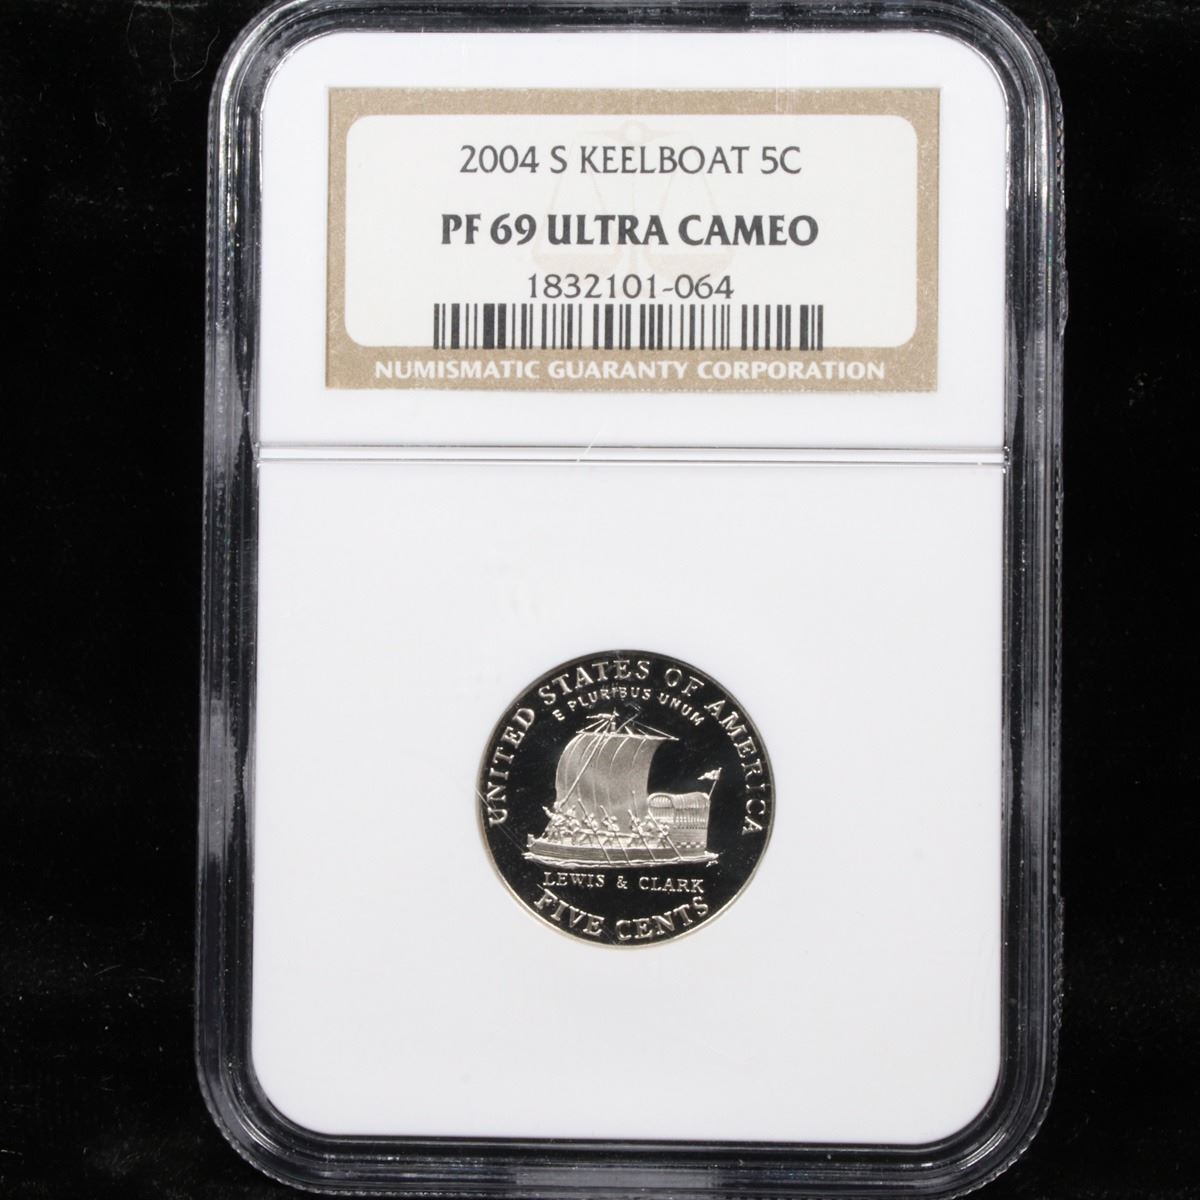 2004 S KEELBOAT 5C
PF 69 ULTRA CAMEO
1832101-064
NUMISMATIC GUARANTY CORPORATION
UNITED STATES OF AMERICA
E PLURIBUS UNUM
LEWIS & CLARK
FIVE CENTS